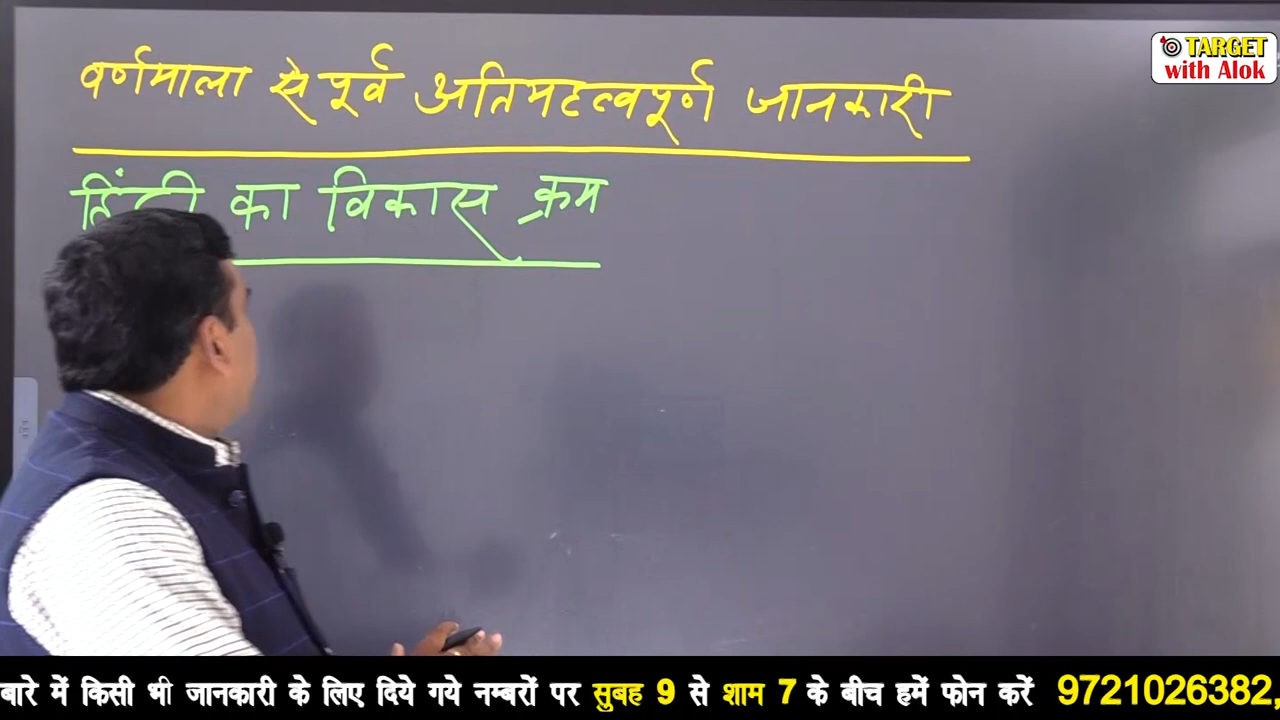 वर्णमाला से पूर्व अतिमहत्वपूर्ण जानकारी
TARGET
with Alok
हिंदी का विकास क्रम
बारे में किसी भी जानकारी के लिए दिये गये नम्बरों पर सुबह 9 से शाम 7 के बीच हमें फोन करें 9721026382,